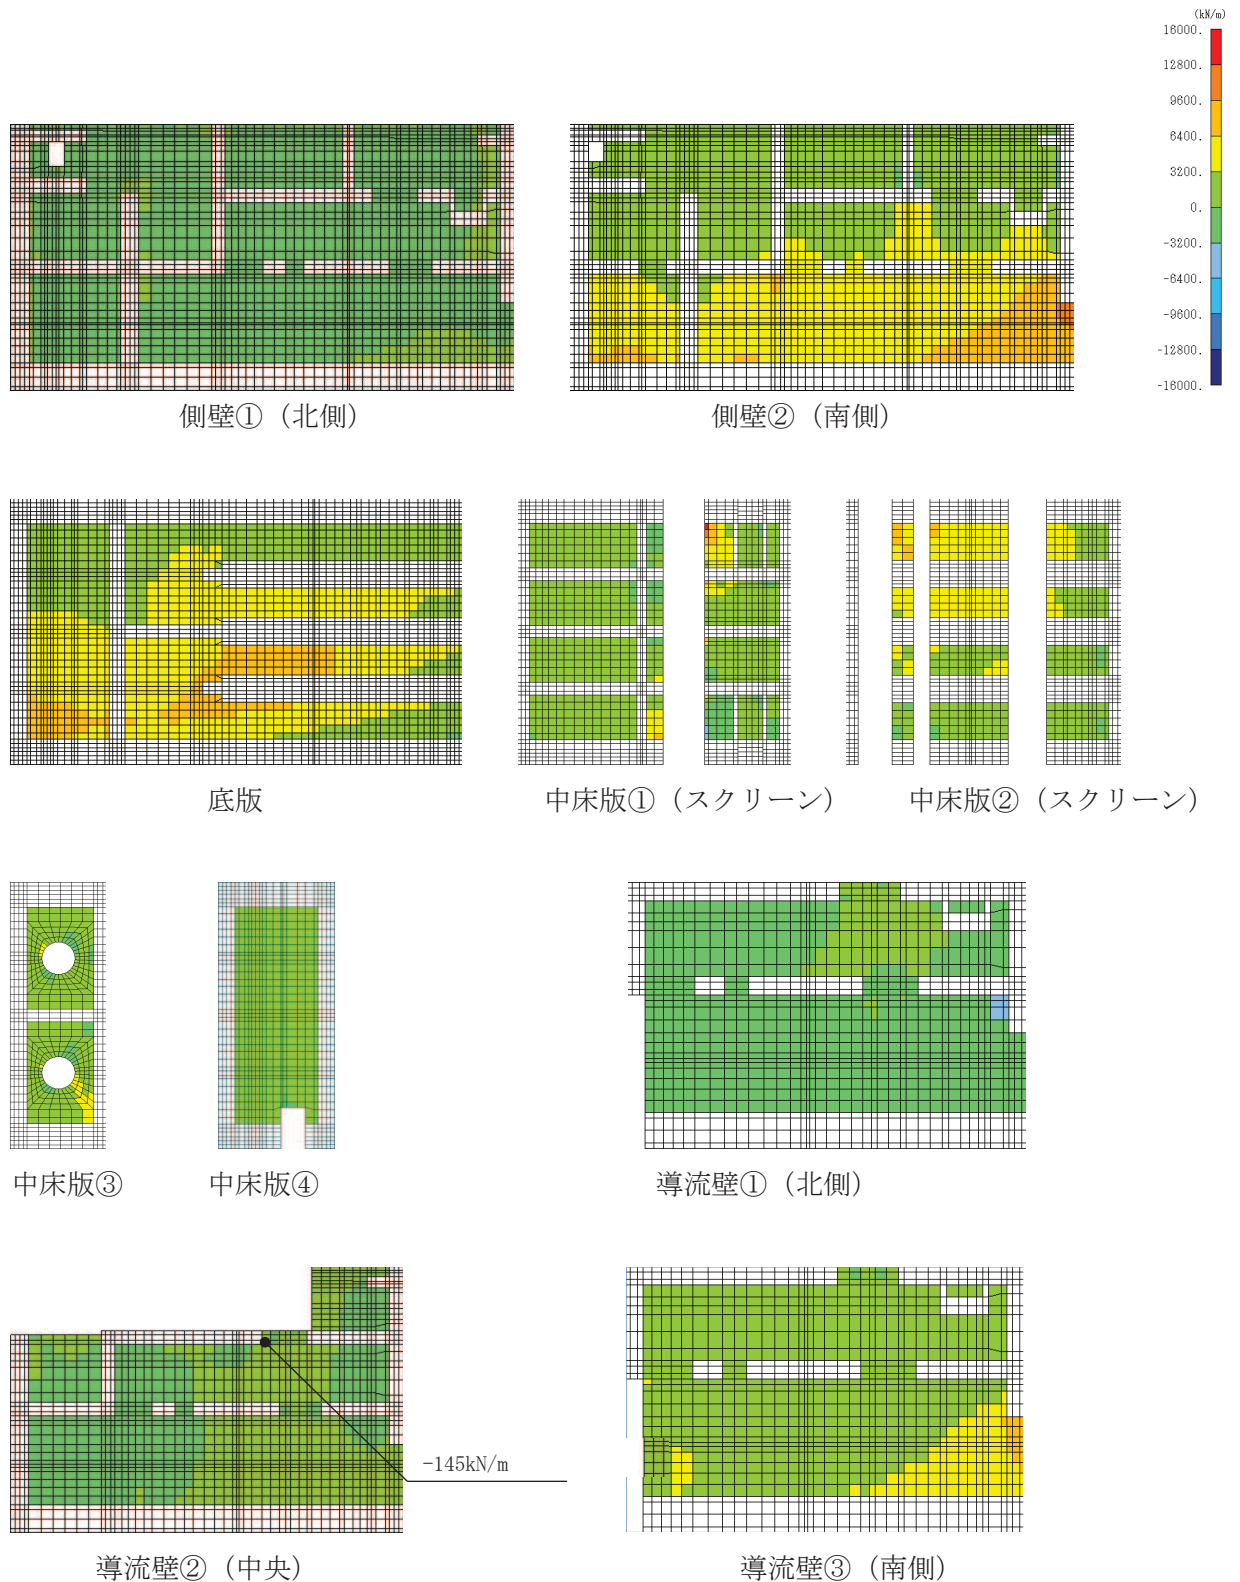 (kN/m)
16000.
12800.
9600.
6400.
3200.
0.
-3200.
-6400.
-9600.
-12800.
-16000.
側壁①（北側）
側壁②（南側）
底版
中床版①（スクリーン）
中床版②（スクリーン）
中床版③
中床版④
導流壁①（北側）
-145kN/m
導流壁②（中央）
導流壁③（南側）